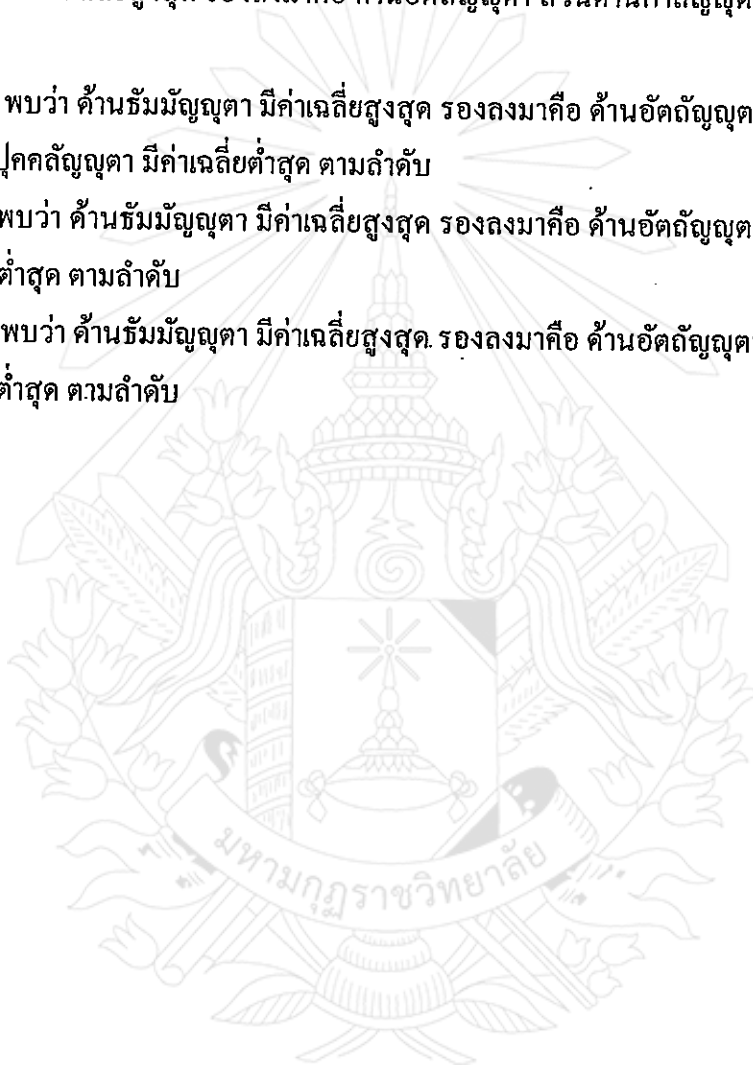 พบว่า ด้านธัมมัญญุตา มีค่าเฉลี่ยสูงสุด รองลงมาคือ ด้านอัตถัญญุต
ปุคคลัญญุตา มีค่าเฉลี่ยต่ำสุด ตามลำดับ
พบว่า ด้านธัมมัญญุตา มีค่าเฉลี่ยสูงสุด รองลงมาคือ ด้านอัตถัญญุต
ต่ำสุด ตามลำดับ
พบว่า ด้านธัมมัญญุตา มีค่าเฉลี่ยสูงสุด รองลงมาคือ ด้านอัตถัญญุต
ต่ำสุด ตามลำดับ
มหามกุฏราชวิทยาลัย